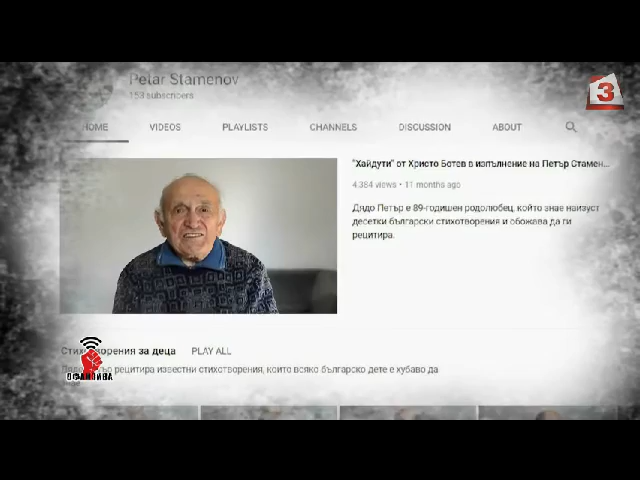 Petar Stamenov
153 subscribers
3
HOME VIDEOS PLAYLISTS CHANNELS DISCUSSION ABOUT
"Хайдути" от Христо Ботев в изпълнение на Петър Стамен...
4,384 views • 11 months ago
Дядо Петър е 89-годишен родолюбец, който знае наизуст
десетки български стихотворения и обожава да ги
рецитира.
за деца PLAY ALL
рецитира известни стихотворения, които всяко българско дете е хубаво да
ОФАНЗИВА